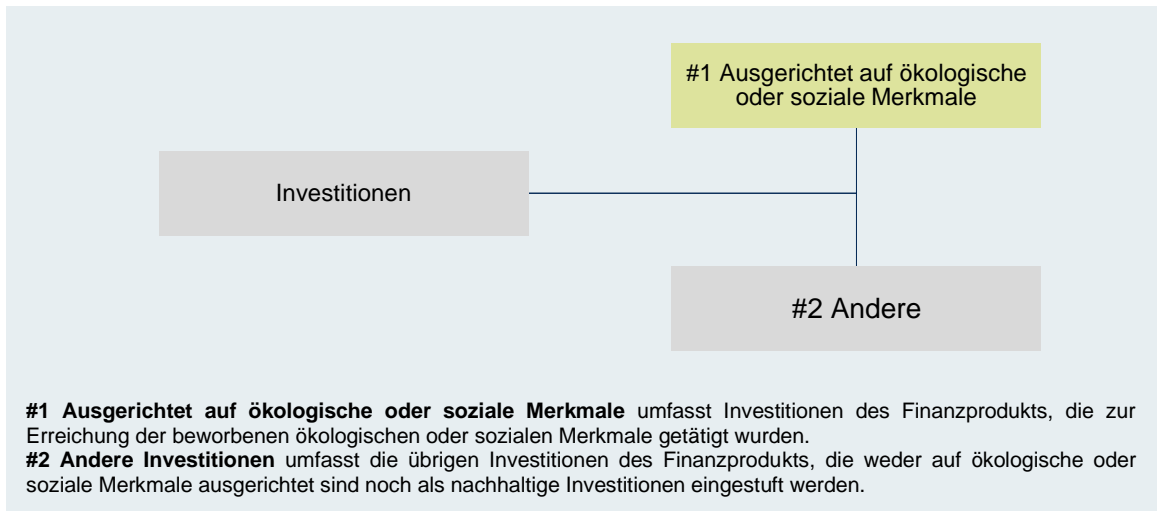 #1 Ausgerichtet auf ökologische
oder soziale Merkmale
Investitionen
#2 Andere
#1 Ausgerichtet auf ökologische oder soziale Merkmale umfasst Investitionen des Finanzprodukts, die zur
Erreichung der beworbenen ökologischen oder sozialen Merkmale getätigt wurden.
#2 Andere Investitionen umfasst die übrigen Investitionen des Finanzprodukts, die weder auf ökologische oder
soziale Merkmale ausgerichtet sind noch als nachhaltige Investitionen eingestuft werden.